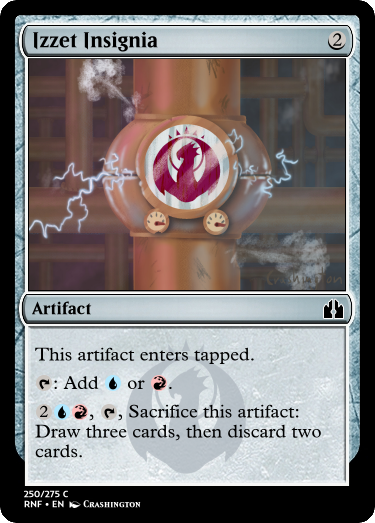 Izzet Insignia 2
Artifact
This artifact enters tapped.
: Add or .
2 , , Sacrifice this artifact:
Draw three cards, then discard two
cards.
250/275 C
RNF • EN Crashington